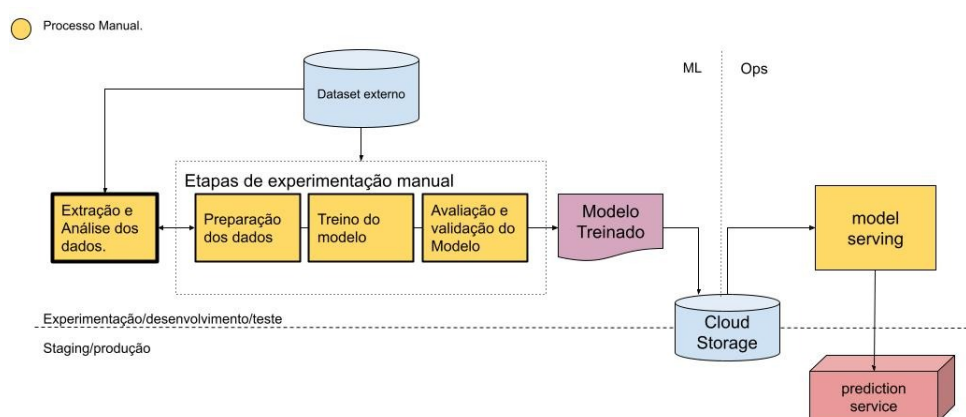 Processo Manual.
Dataset externo
ML
Ops
Etapas de experimentação manual
Extração e
Análise dos
dados.
Preparação
dos dados
Treino do
modelo
Avaliação e
validação do
Modelo
Modelo
Treinado
model
serving
Cloud
Storage
Experimentação/desenvolvimento/teste
Staging/produção
prediction
service